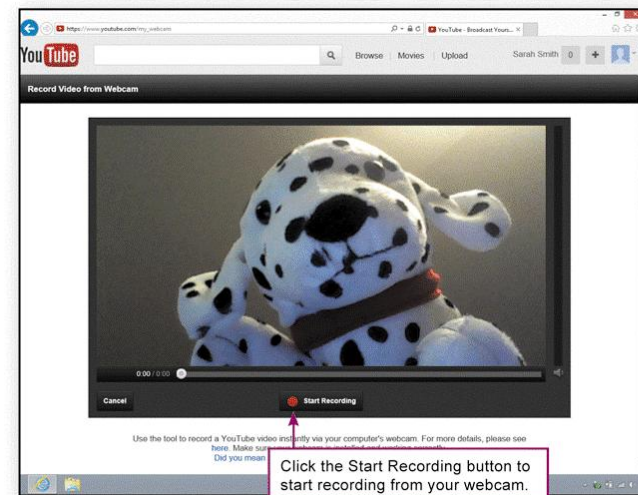 https://www.youtube.com/my_webcam
YouTube - Broadcast Yours...
You Tube
Browse
Movies
Upload
Sarah Smith
0
+
Record Video from Webcam
0:00 / 0:00
Cancel
Start Recording
Use the tool to record a YouTube video instantly via your computer's webcam. For more details, please see
here. Make sure
Did you mean
Click the Start Recording button to
start recording from your webcam.